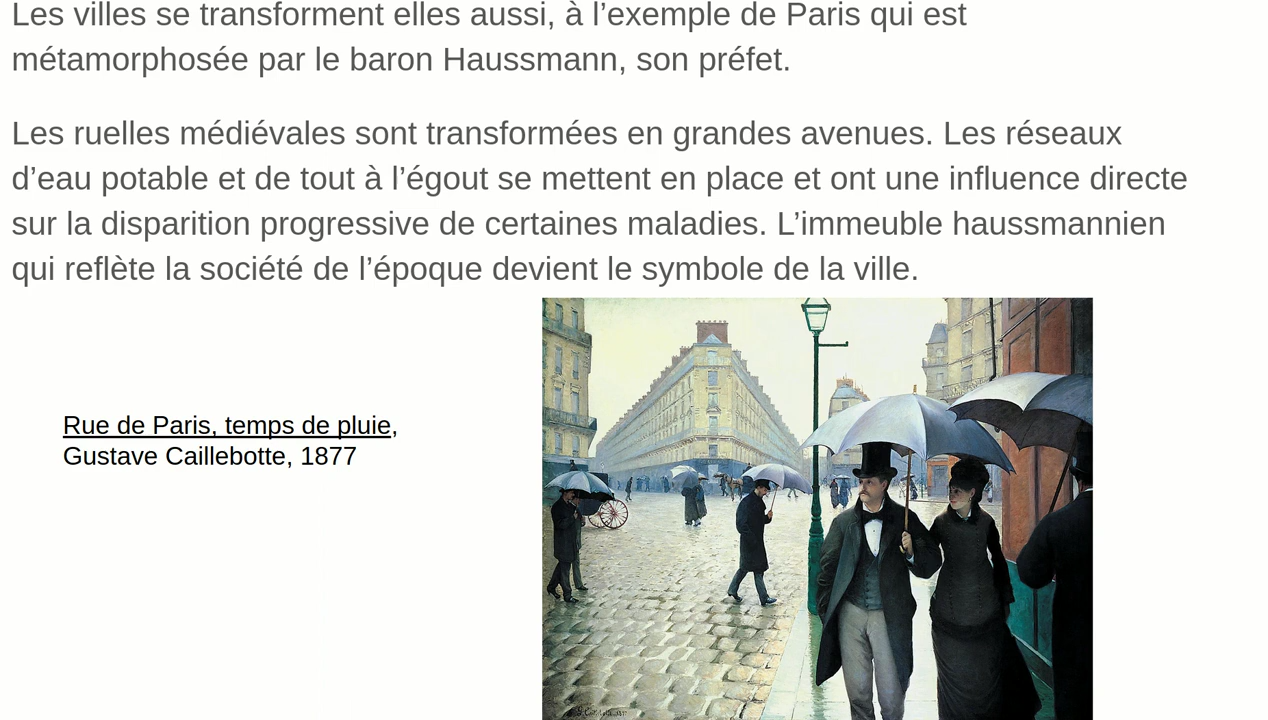 Les villes se transforment elles aussi, à l’exemple de Paris qui est
métamorphosée par le baron Haussmann, son préfet.
Les ruelles médiévales sont transformées en grandes avenues. Les réseaux
d’eau potable et de tout à l’égout se mettent en place et ont une influence directe
sur la disparition progressive de certaines maladies. L’immeuble haussmannien
qui reflète la société de l’époque devient le symbole de la ville.
Rue de Paris, temps de pluie,
Gustave Caillebotte, 1877